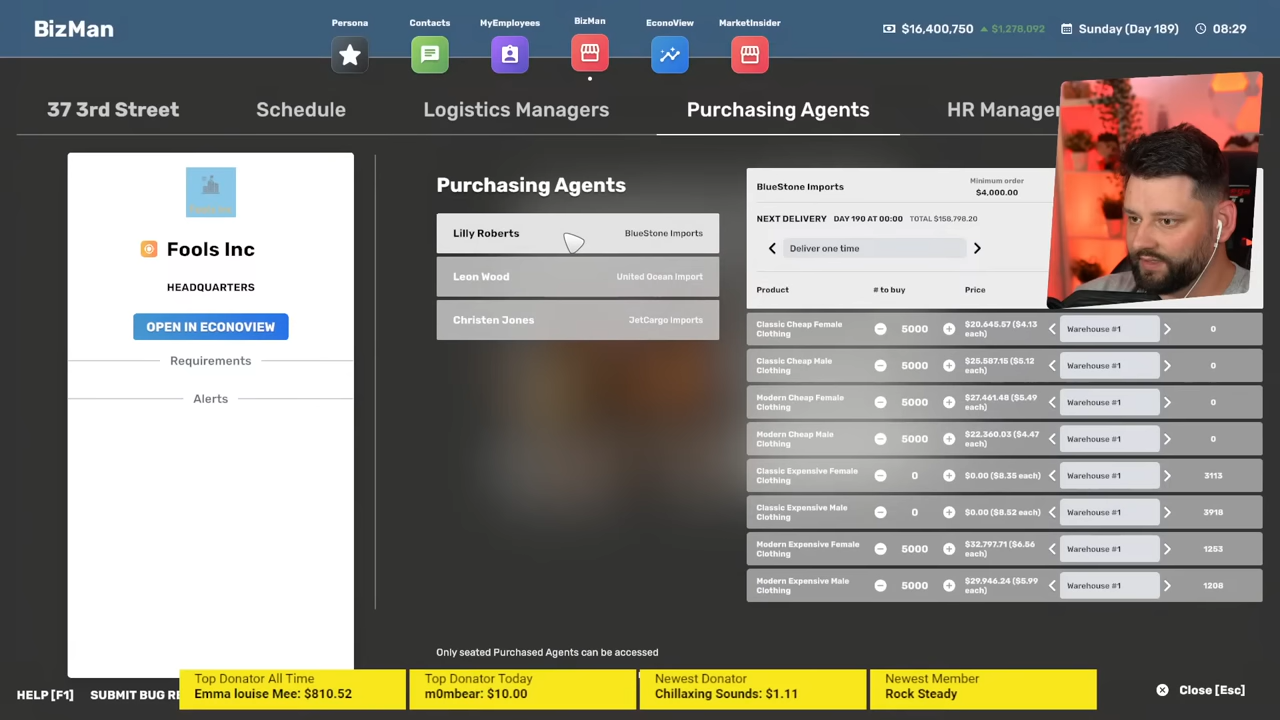 BizMan
Persona
Contacts
MyEmployees
BizMan
EconoView
MarketInsider
$16,400,750 ▲ $1,278,092
Sunday (Day 189)
08:29
37 3rd Street
Schedule
Logistics Managers
Purchasing Agents
HR Manager
Fools Inc
HEADQUARTERS
OPEN IN ECONOVIEW
Requirements
Alerts
Purchasing Agents
Lilly Roberts BlueStone Imports
Leon Wood United Ocean Import
Christen Jones JetCargo Imports
BlueStone Imports
Minimum order
$4,000.00
NEXT DELIVERY DAY 190 AT 00:00 TOTAL $158,798.20
Deliver one time
Product # to buy Price
Classic Cheap Female
Clothing
5000
$20,645.57 ($4.13
each)
Warehouse #1
0
Classic Cheap Male
Clothing
5000
$25,587.15 ($5.12
each)
Warehouse #1
0
Modern Cheap Female
Clothing
5000
$27,461.48 ($5.49
each)
Warehouse #1
0
Modern Cheap Male
Clothing
5000
$22,360.03 ($4.47
each)
Warehouse #1
0
Classic Expensive Female
Clothing
0
$0.00 ($8.35 each)
Warehouse #1
3113
Classic Expensive Male
Clothing
0
$0.00 ($8.52 each)
Warehouse #1
3918
Modern Expensive Female
Clothing
5000
$32,797.71 ($6.56
each)
Warehouse #1
1253
Modern Expensive Male
Clothing
5000
$29,946.24 ($5.99
each)
Warehouse #1
1208
Only seated Purchased Agents can be accessed
HELP [F1]
SUBMIT BUG RE
Top Donator All Time
Emma louise Mee: $810.52
Top Donator Today
m0mbear: $10.00
Newest Donator
Chillaxing Sounds: $1.11
Newest Member
Rock Steady
Close [Esc]